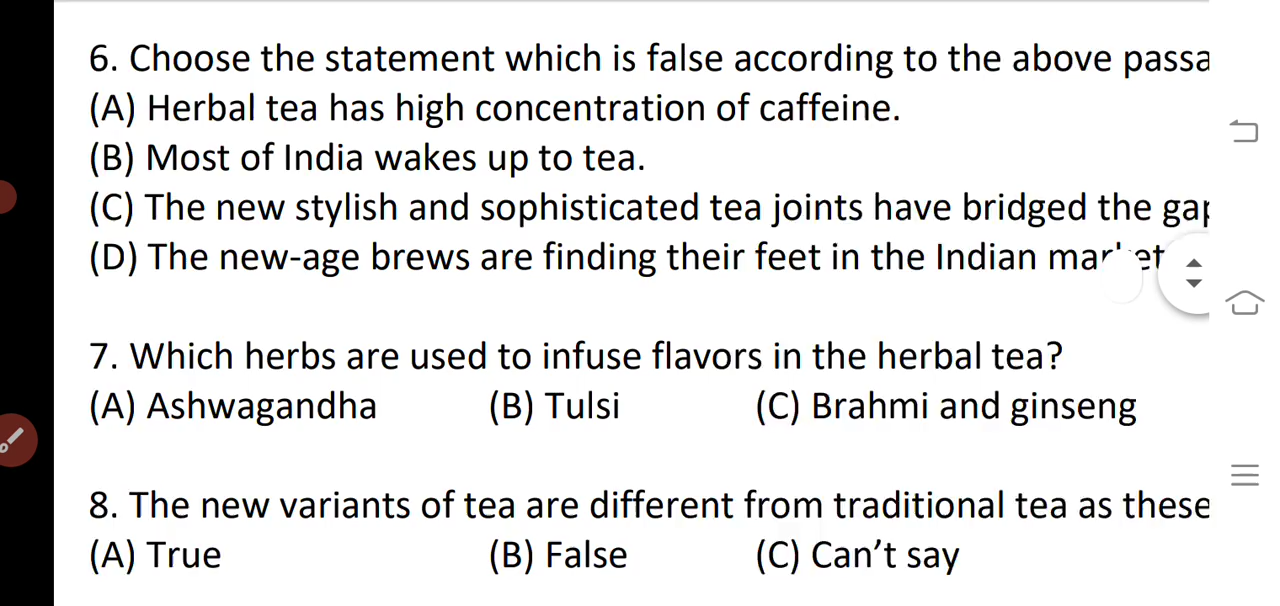 6. Choose the statement which is false according to the above passa
(A) Herbal tea has high concentration of caffeine.
(B) Most of India wakes up to tea.
(C) The new stylish and sophisticated tea joints have bridged the gap
(D) The new-age brews are finding their feet in the Indian market
7. Which herbs are used to infuse flavors in the herbal tea?
(A) Ashwagandha (B) Tulsi (C) Brahmi and ginseng
8. The new variants of tea are different from traditional tea as these
(A) True (B) False (C) Can't say